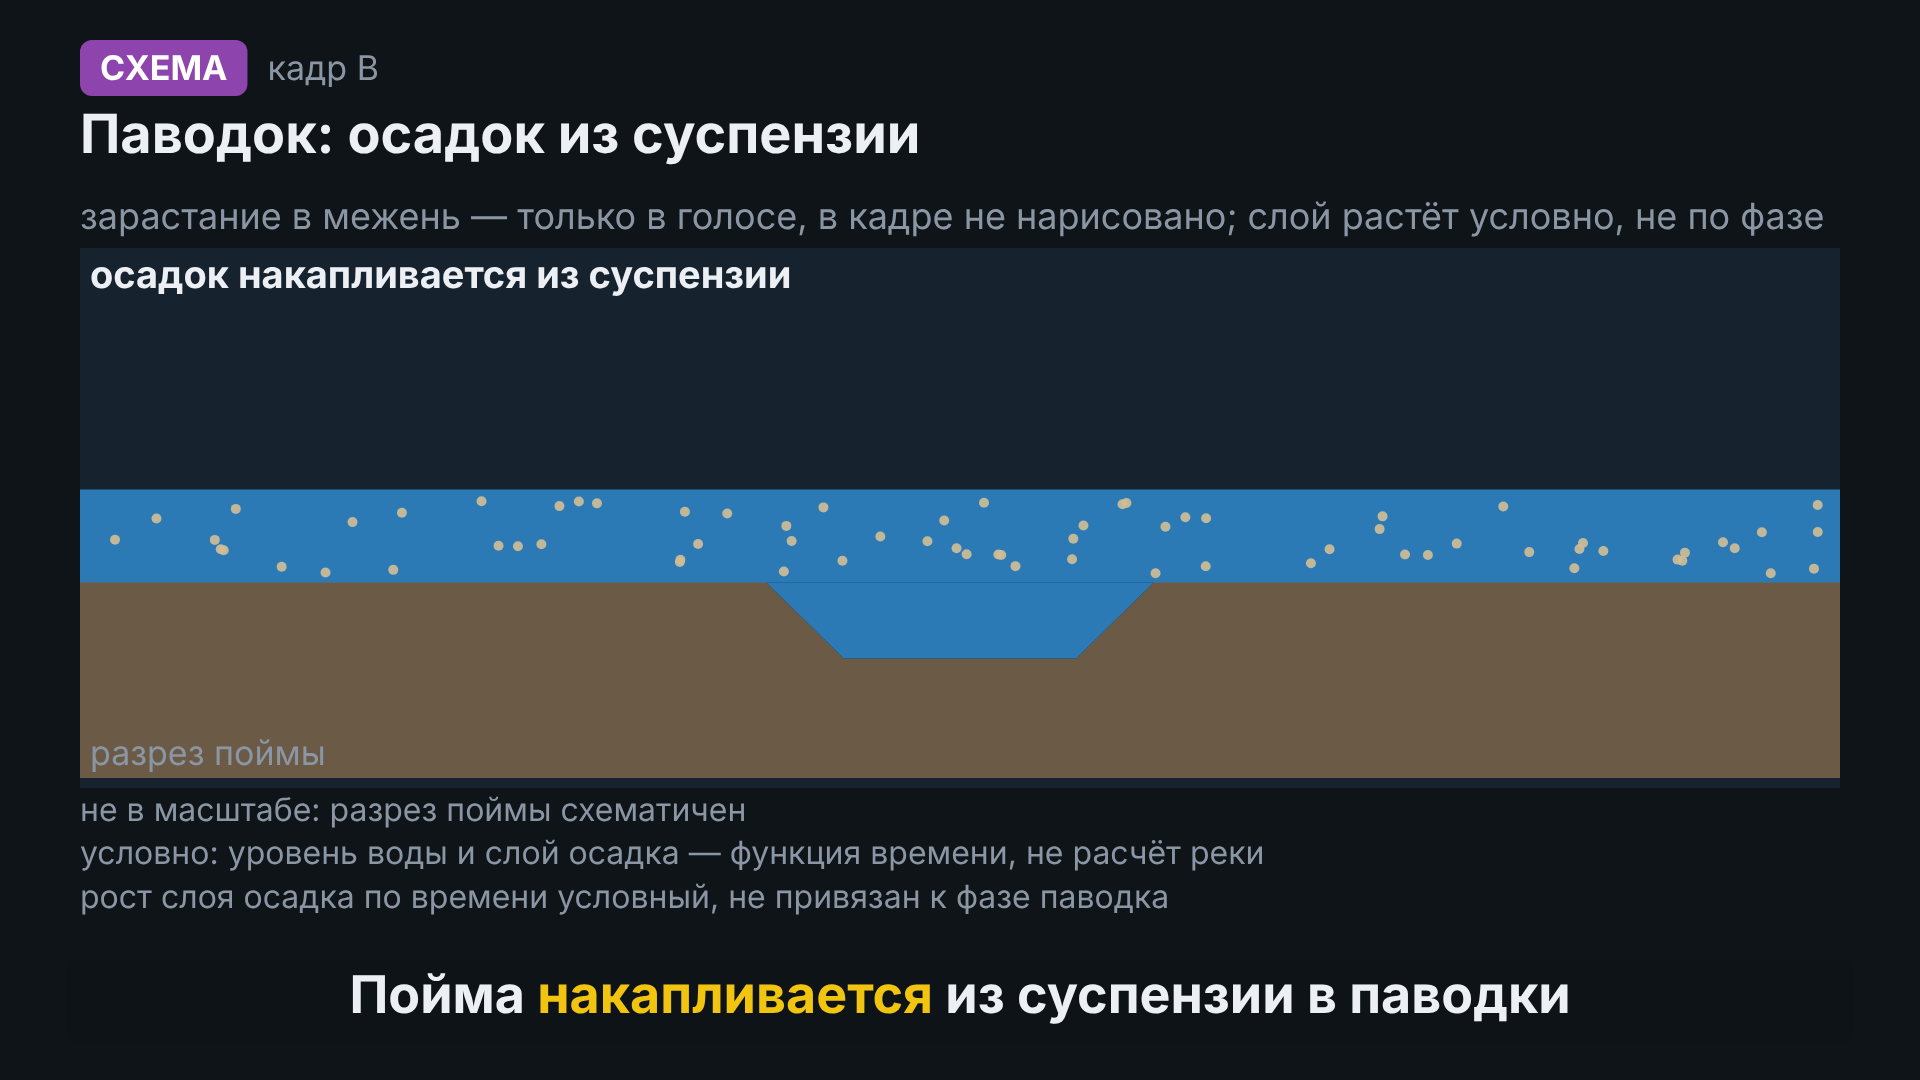 СХЕМА кадр B
Паводок: осадок из суспензии
зарастание в межень — только в голосе, в кадре не нарисовано; слой растёт условно, не по фазе
осадок накапливается из суспензии
разрез поймы
не в масштабе: разрез поймы схематичен
условно: уровень воды и слой осадка — функция времени, не расчёт реки
рост слоя осадка по времени условный, не привязан к фазе паводка
Пойма накапливается из суспензии в паводки